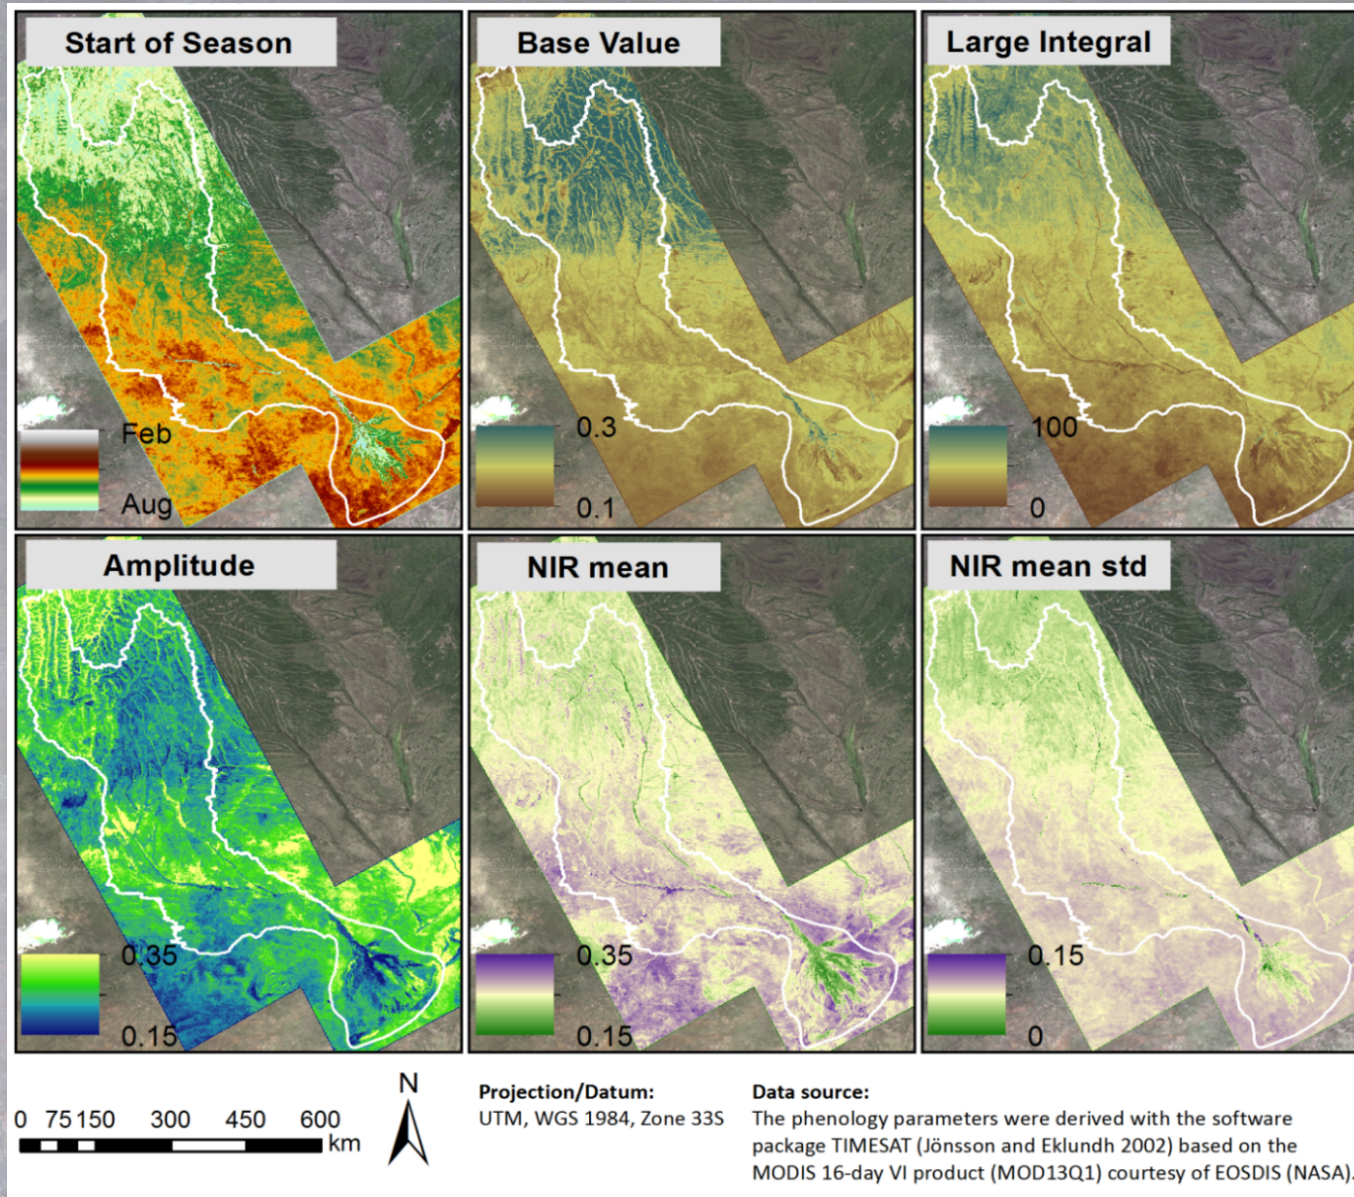 Start of Season
Base Value
Large Integral
Feb
Aug
0.3
0.1
100
0
Amplitude
NIR mean
NIR mean std
0.35
0.15
0.35
0.15
0.15
0
0 75 150 300 450 600
km
N
Projection/Datum:
UTM, WGS 1984, Zone 33S
Data source:
The phenology parameters were derived with the software
package TIMESAT (Jönsson and Eklundh 2002) based on the
MODIS 16-day VI product (MOD13Q1) courtesy of EOSDIS (NASA).